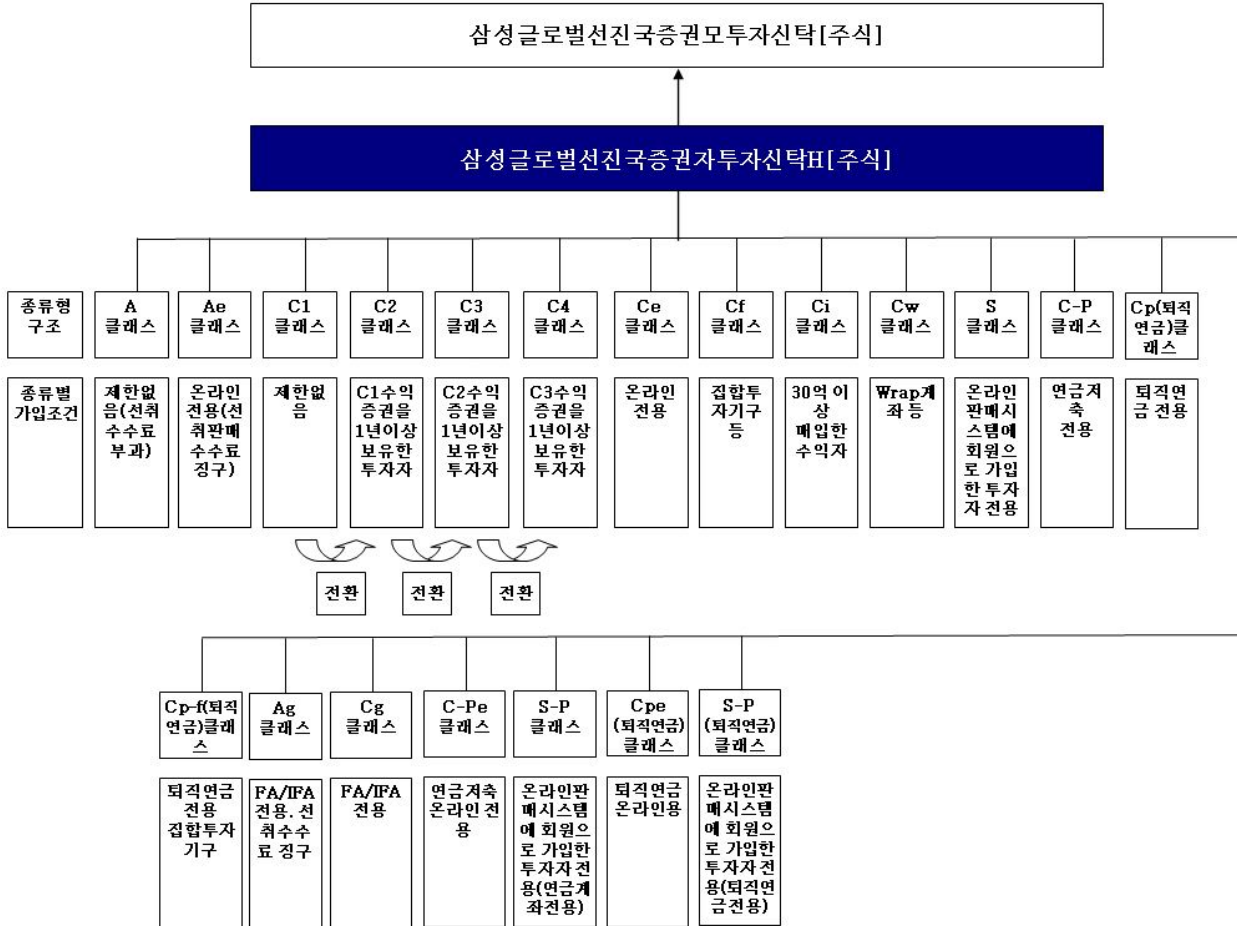 삼성글로벌선진국증권모투자신탁[주식]
삼성글로벌선진국증권자투자신탁H[주식]
종류형
구조
A
클래스
Ae
클래스
C1
클래스
C2
클래스
C3
클래스
C4
클래스
Ce
클래스
Cf
클래스
Ci
클래스
Cw
클래스
S
클래스
C-P
클래스
Cp(퇴직
연금)클
래스
종류별
가입조건
제한없
음(선취
수수료
부과)
온라인
전용(선
취판매
수수료
징구)
제한없
음
C1수익
증권을
1년이상
보유한
투자자
C2수익
증권을
1년이상
보유한
투자자
C3수익
증권을
1년이상
보유한
투자자
온라인
전용
집합투
자기구
등
30억 이
상
매입한
수익자
Wrap계
좌 등
온라인
판매시
스템에
회원으
로 가입
한 투자
자 전용
연금저
축
전용
퇴직연
금 전용
전환
전환
전환
Cp-f(퇴직
연금)클래
스
Ag
클래스
Cg
클래스
C-Pe
클래스
S-P
클래스
Cpe
(퇴직연금)
클래스
S-P
(퇴직연금)
클래스
퇴직연금
전용
집합투자
기구
FA/IFA
전용. 선
취수수
료 징구
FA/IFA
전용
연금저축
온라인 전
용
온라인판
매시스템
에 회원으
로 가입한
투자자 전
용(연금계
좌전용)
퇴직연금
온라인용
온라인판
매시스템
에 회원으
로 가입한
투자자 전
용(퇴직연
금전용)